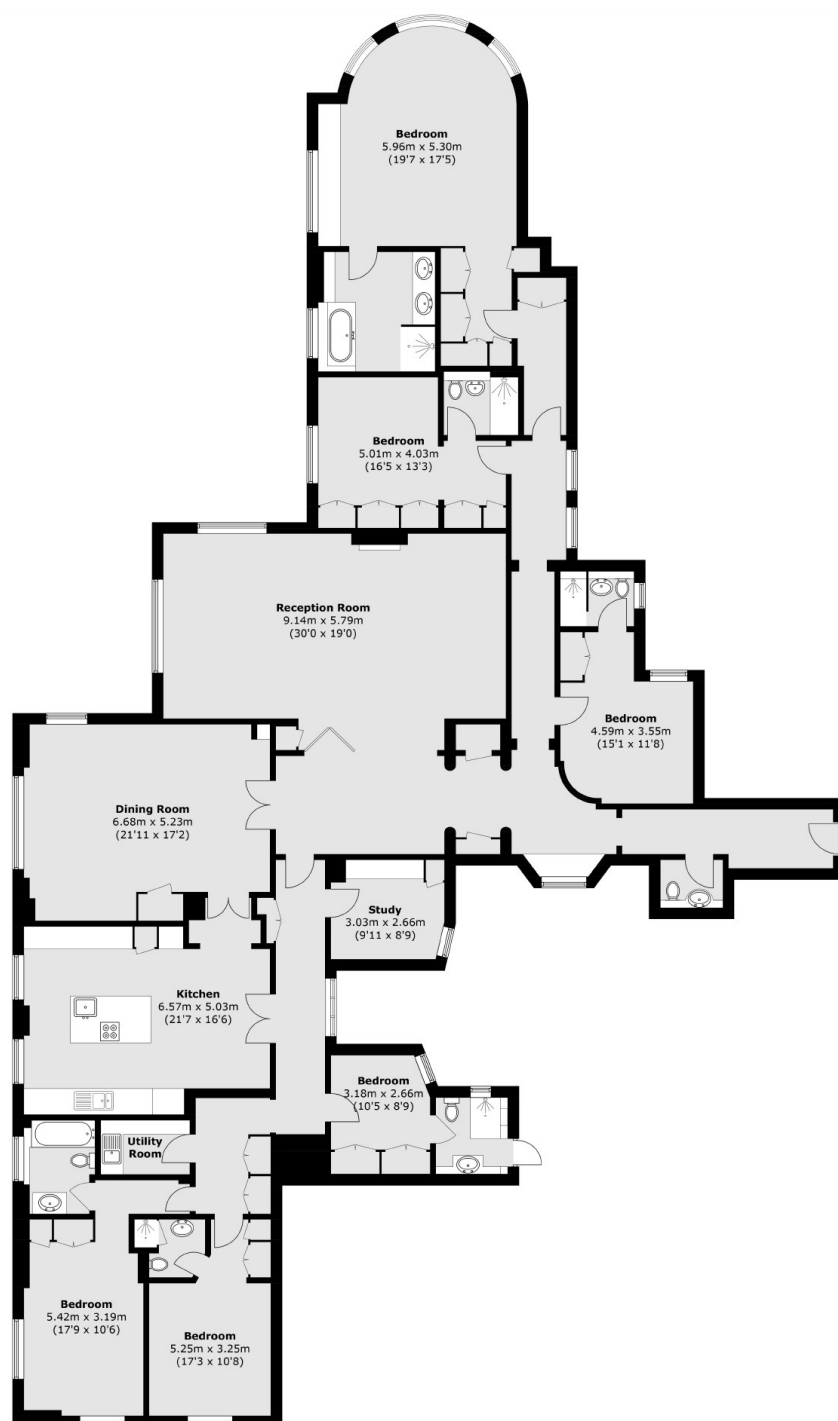 Bedroom
5.96m x 5.30m
(19'7 x 17'5)
Bedroom
5.01m x 4.03m
(16'5 x 13'3)
Reception Room
9.14m x 5.79m
(30'0 x 19'0)
Bedroom
4.59m x 3.55m
(15'1 x 11'8)
Dining Room
6.68m x 5.23m
(21'11 x 17'2)
Study
3.03m x 2.66m
(9'11 x 8'9)
Kitchen
6.57m x 5.03m
(21'7 x 16'6)
Bedroom
3.18m x 2.66m
(10'5 x 8'9)
Utility
Room
Bedroom
5.42m x 3.19m
(17'9 x 10'6)
Bedroom
5.25m x 3.25m
(17'3 x 10'8)